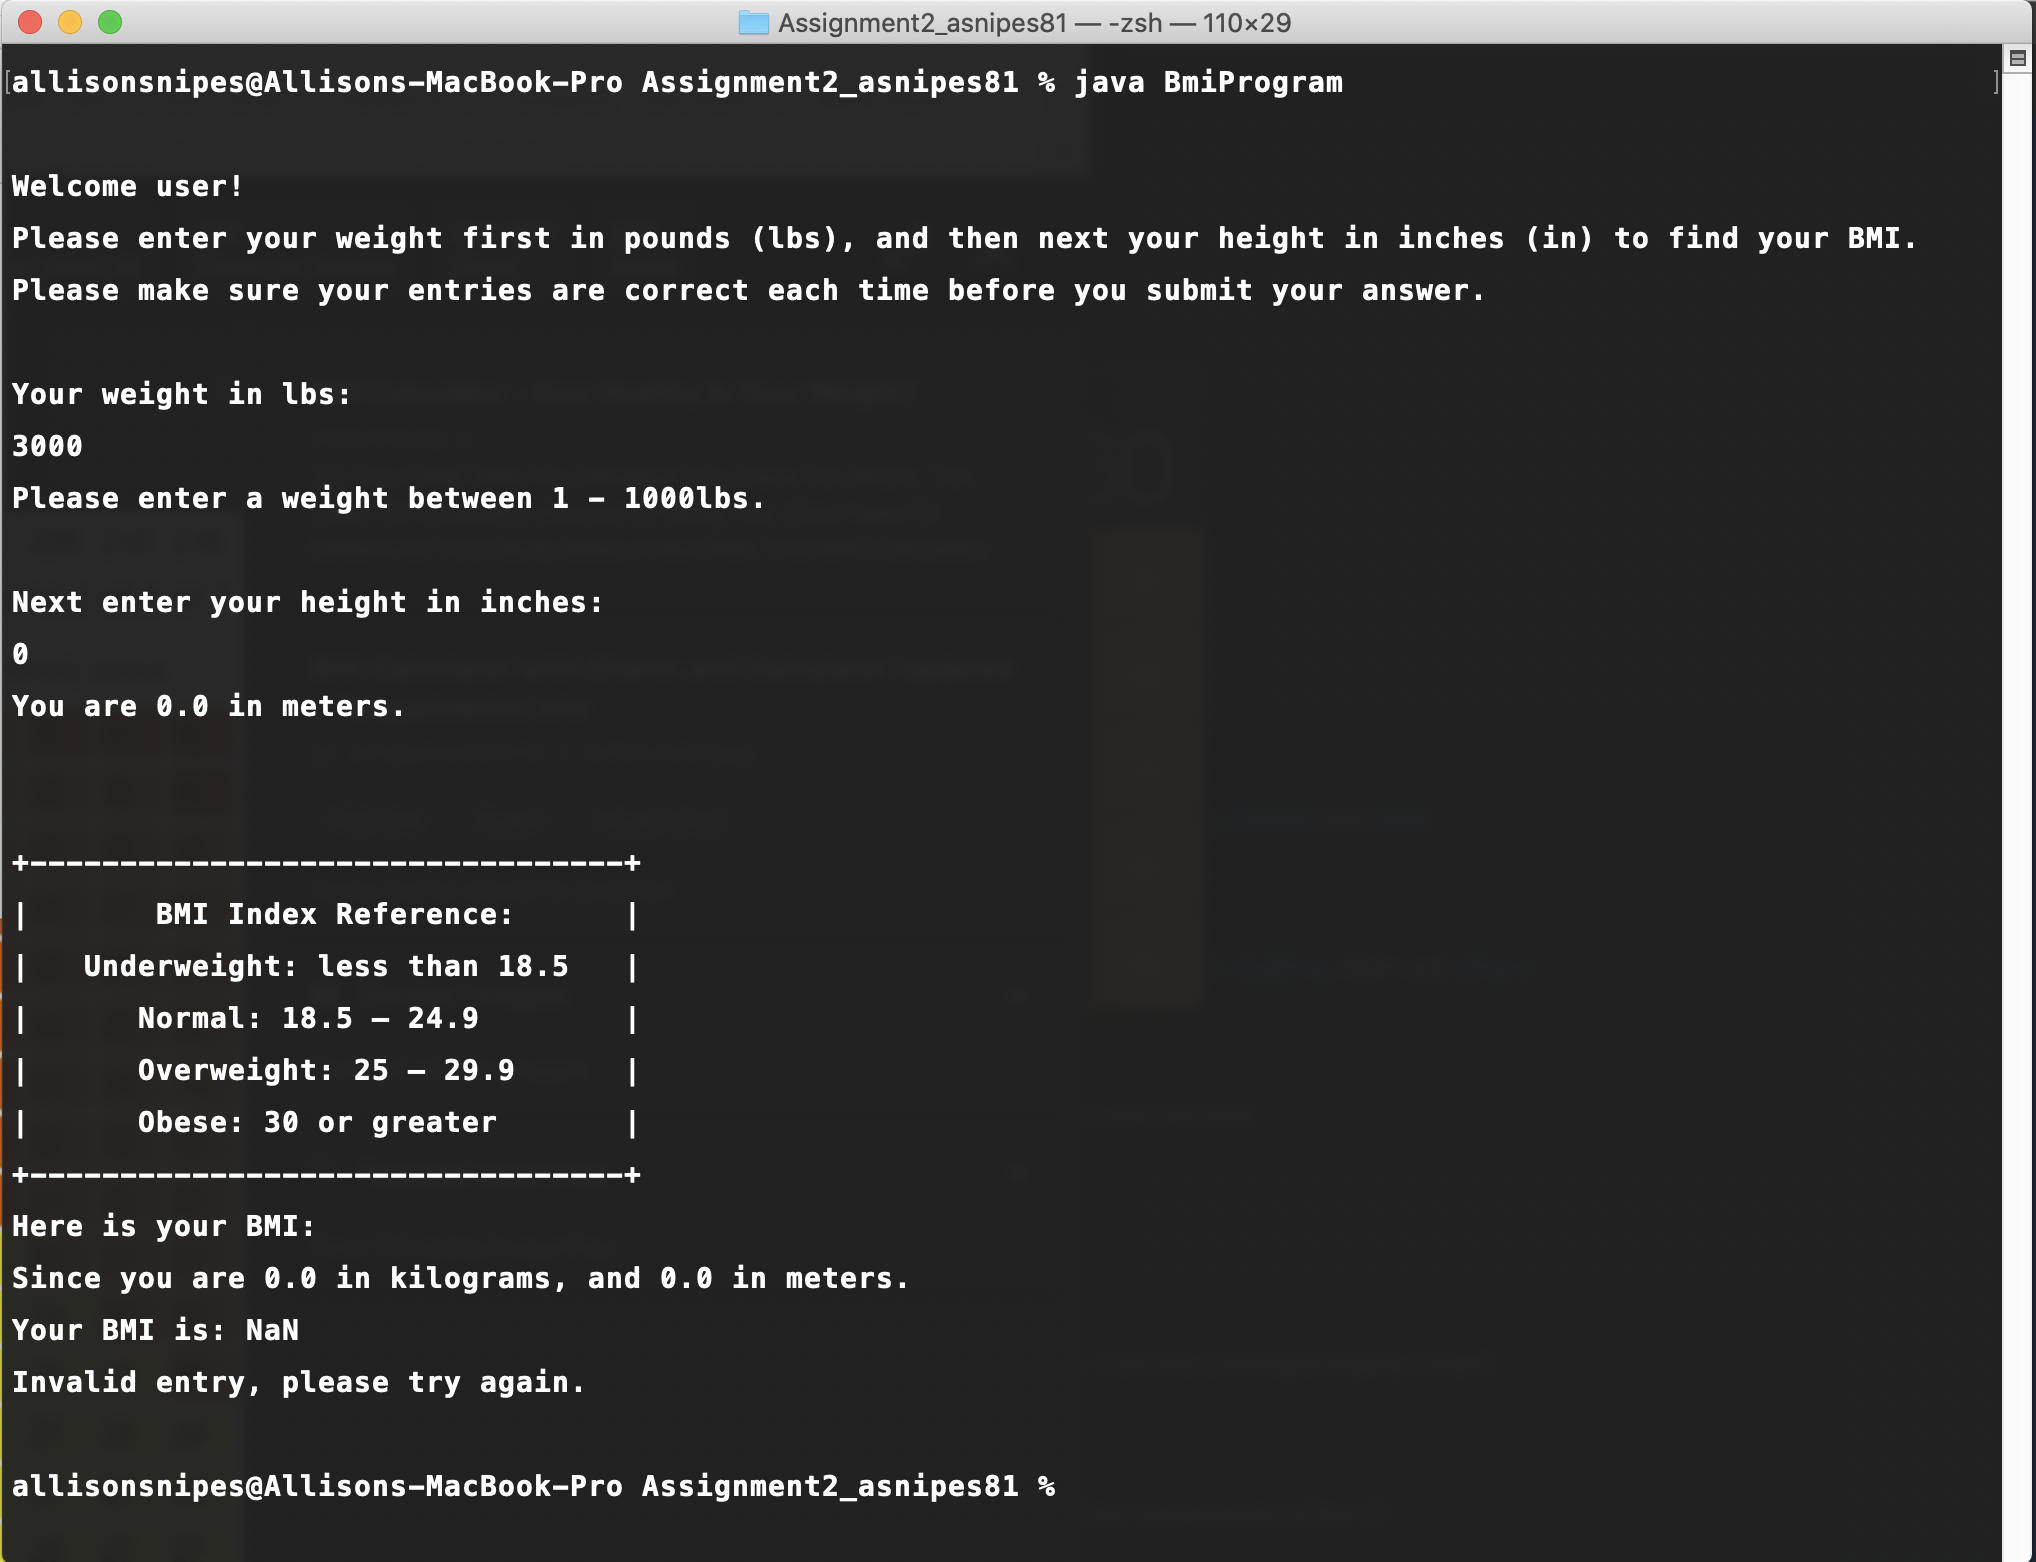 Assignment2_asnipes81 — -zsh — 110×29
[allisonsnipes@Allisons-MacBook-Pro Assignment2_asnipes81 % java BmiProgram ]
Welcome user!
Please enter your weight first in pounds (lbs), and then next your height in inches (in) to find your BMI.
Please make sure your entries are correct each time before you submit your answer.
Your weight in lbs:
3000
Please enter a weight between 1 - 1000lbs.
Next enter your height in inches:
0
You are 0.0 in meters.
+---------------------------------+
|       BMI Index Reference:      |
|   Underweight: less than 18.5   |
|      Normal: 18.5 – 24.9        |
|      Overweight: 25 – 29.9      |
|      Obese: 30 or greater       |
+---------------------------------+
Here is your BMI:
Since you are 0.0 in kilograms, and 0.0 in meters.
Your BMI is: NaN
Invalid entry, please try again.
allisonsnipes@Allisons-MacBook-Pro Assignment2_asnipes81 %